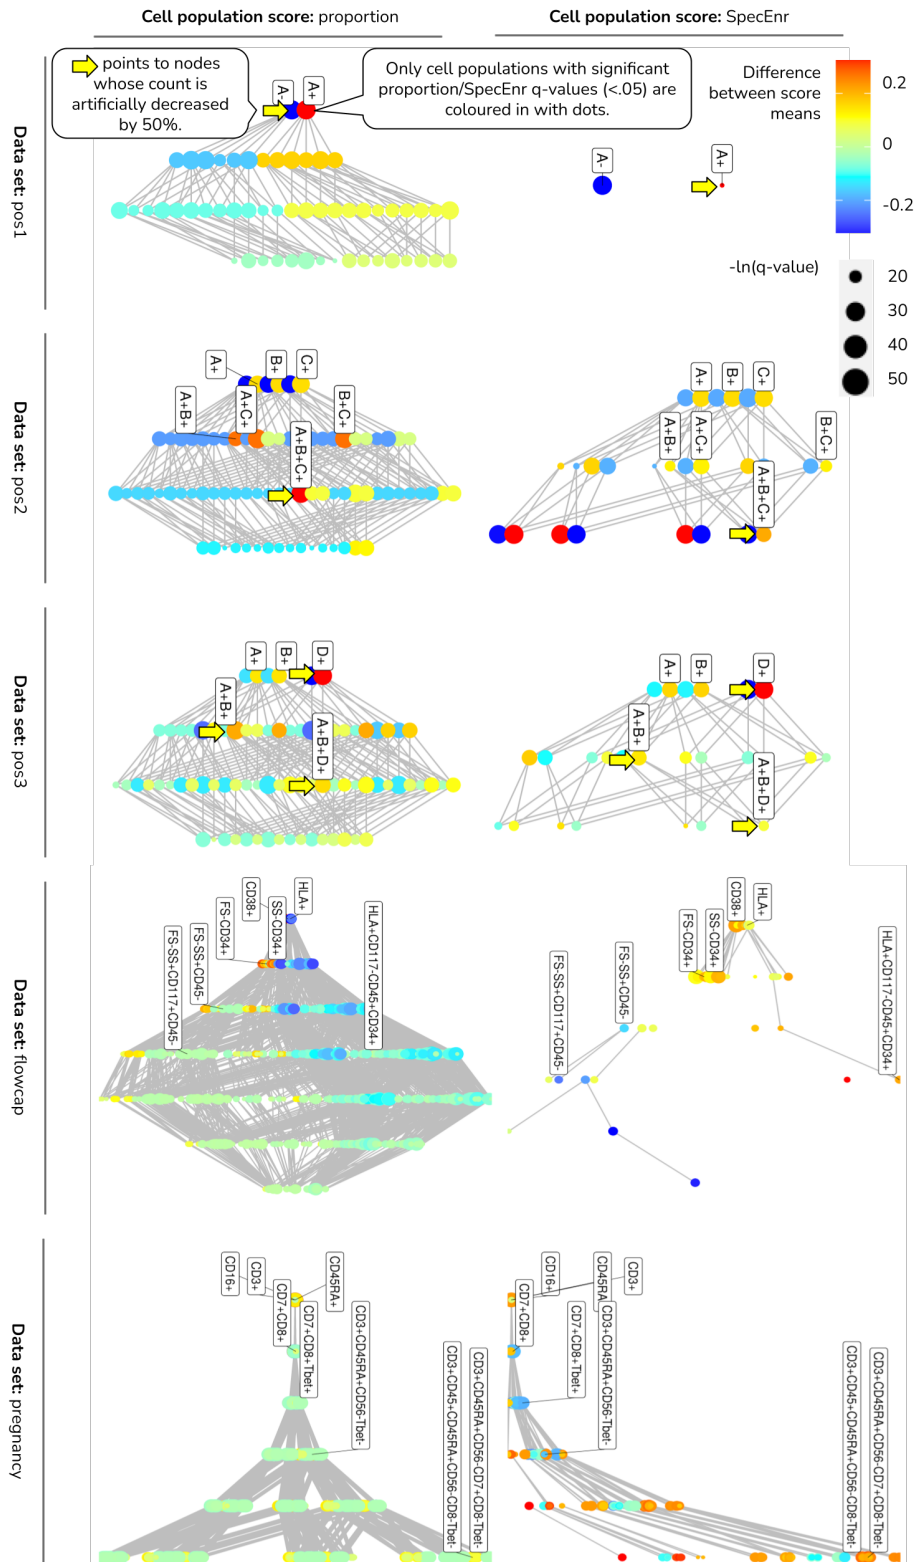 Cell population score: proportion
Cell population score: SpecEnr
points to nodes
whose count is
artificially decreased
by 50%.
Only cell populations with significant
proportion/SpecEnr q-values (<.05) are
coloured in with dots.
Difference
between score
means
0.2
0
-0.2
-ln(q-value)
20
30
40
50
Data set: pos1
A-
A+
A-
A+
Data set: pos2
A+
B+
C+
A+B+
A+C+
B+C+
A+B+C+
A+
B+
C+
A+B+
A+C+
B+C+
A+B+C+
Data set: pos3
A+
B+
D+
A+B+
A+B+D+
A+
B+
D+
A+B+
A+B+D+
Data set: flowcap
HLA+
CD38+
SS-CD34+
FS-CD34+
FS-SS+CD45-
FS-SS+CD117+CD45-
HLA+CD117-CD45+CD34+
HLA+
CD38+
SS-CD34+
FS-CD34+
FS-SS+CD45-
FS-SS+CD117-CD45-
HLA+CD117-CD45+CD34+
Data set: pregnancy
CD16+
CD3+
CD45RA+
CD7+CD8+
CD7+CD8+Tbet+
CD3+CD45RA+CD56-Tbet-
CD3+CD45+CD45RA+CD56-CD8-Tbet-
CD3+CD45RA+CD56-CD7+CD8-Tbet-
CD16+
CD45RA
CD3+
CD7+CD8+
CD7+CD8+Tbet+
CD3+CD45RA+CD56-Tbet-
CD3+CD45+CD45RA+CD56-CD8-Tbet-
CD3+CD45RA+CD56-CD7+CD8-Tbet-